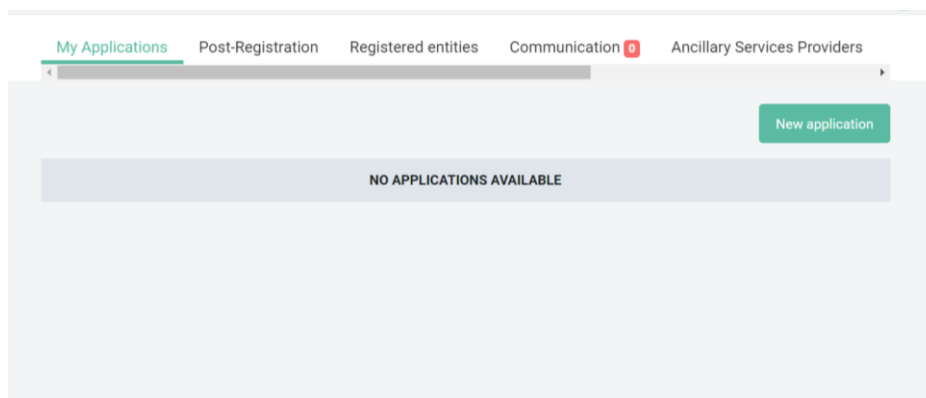 My Applications Post-Registration Registered entities Communication 0 Ancillary Services Providers
New application
NO APPLICATIONS AVAILABLE